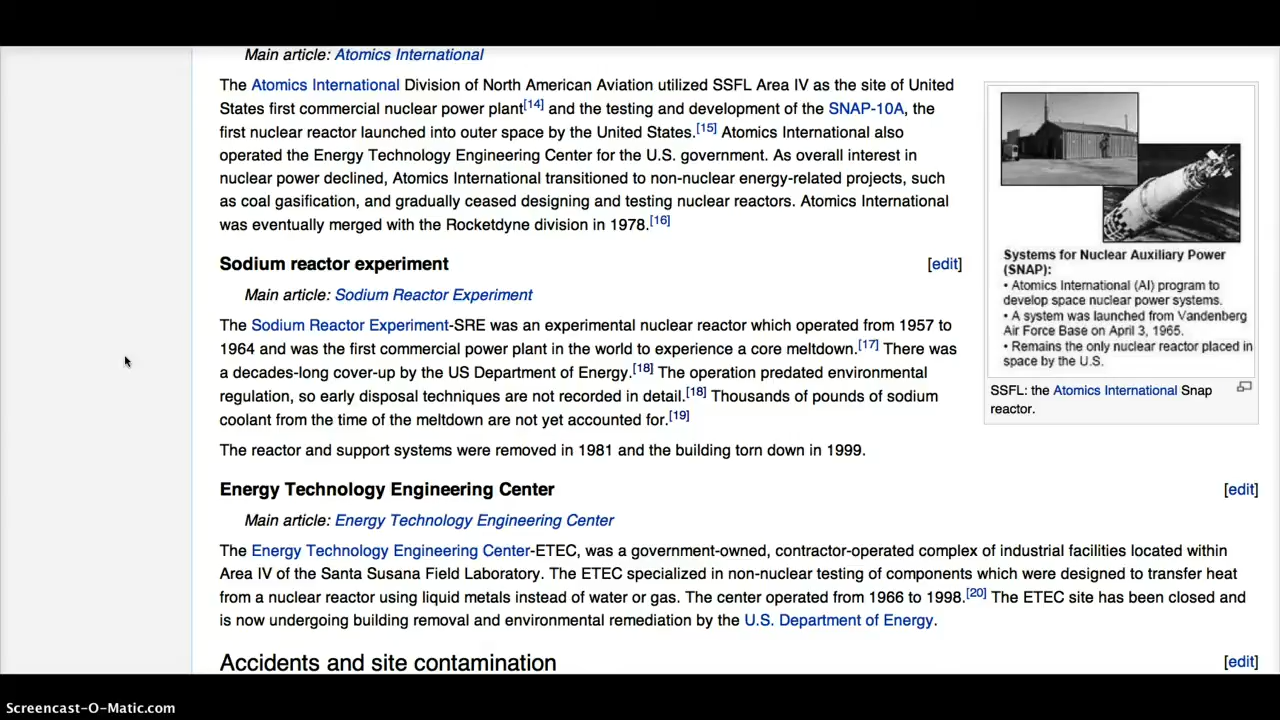 Main article: Atomics International
The Atomics International Division of North American Aviation utilized SSFL Area IV as the site of United
States first commercial nuclear power plant[14] and the testing and development of the SNAP-10A, the
first nuclear reactor launched into outer space by the United States.[15] Atomics International also
operated the Energy Technology Engineering Center for the U.S. government. As overall interest in
nuclear power declined, Atomics International transitioned to non-nuclear energy-related projects, such
as coal gasification, and gradually ceased designing and testing nuclear reactors. Atomics International
was eventually merged with the Rocketdyne division in 1978.[16]
Systems for Nuclear Auxiliary Power
(SNAP):
• Atomics International (AI) program to
develop space nuclear power systems.
• A system was launched from Vandenberg
Air Force Base on April 3, 1965.
• Remains the only nuclear reactor placed in
space by the U.S.
SSFL: the Atomics International Snap
reactor.
Sodium reactor experiment [edit]
Main article: Sodium Reactor Experiment
The Sodium Reactor Experiment-SRE was an experimental nuclear reactor which operated from 1957 to
1964 and was the first commercial power plant in the world to experience a core meltdown.[17] There was
a decades-long cover-up by the US Department of Energy.[18] The operation predated environmental
regulation, so early disposal techniques are not recorded in detail.[18] Thousands of pounds of sodium
coolant from the time of the meltdown are not yet accounted for.[19]
The reactor and support systems were removed in 1981 and the building torn down in 1999.
Energy Technology Engineering Center [edit]
Main article: Energy Technology Engineering Center
The Energy Technology Engineering Center-ETEC, was a government-owned, contractor-operated complex of industrial facilities located within
Area IV of the Santa Susana Field Laboratory. The ETEC specialized in non-nuclear testing of components which were designed to transfer heat
from a nuclear reactor using liquid metals instead of water or gas. The center operated from 1966 to 1998.[20] The ETEC site has been closed and
is now undergoing building removal and environmental remediation by the U.S. Department of Energy.
Accidents and site contamination [edit]
Screencast-O-Matic.com